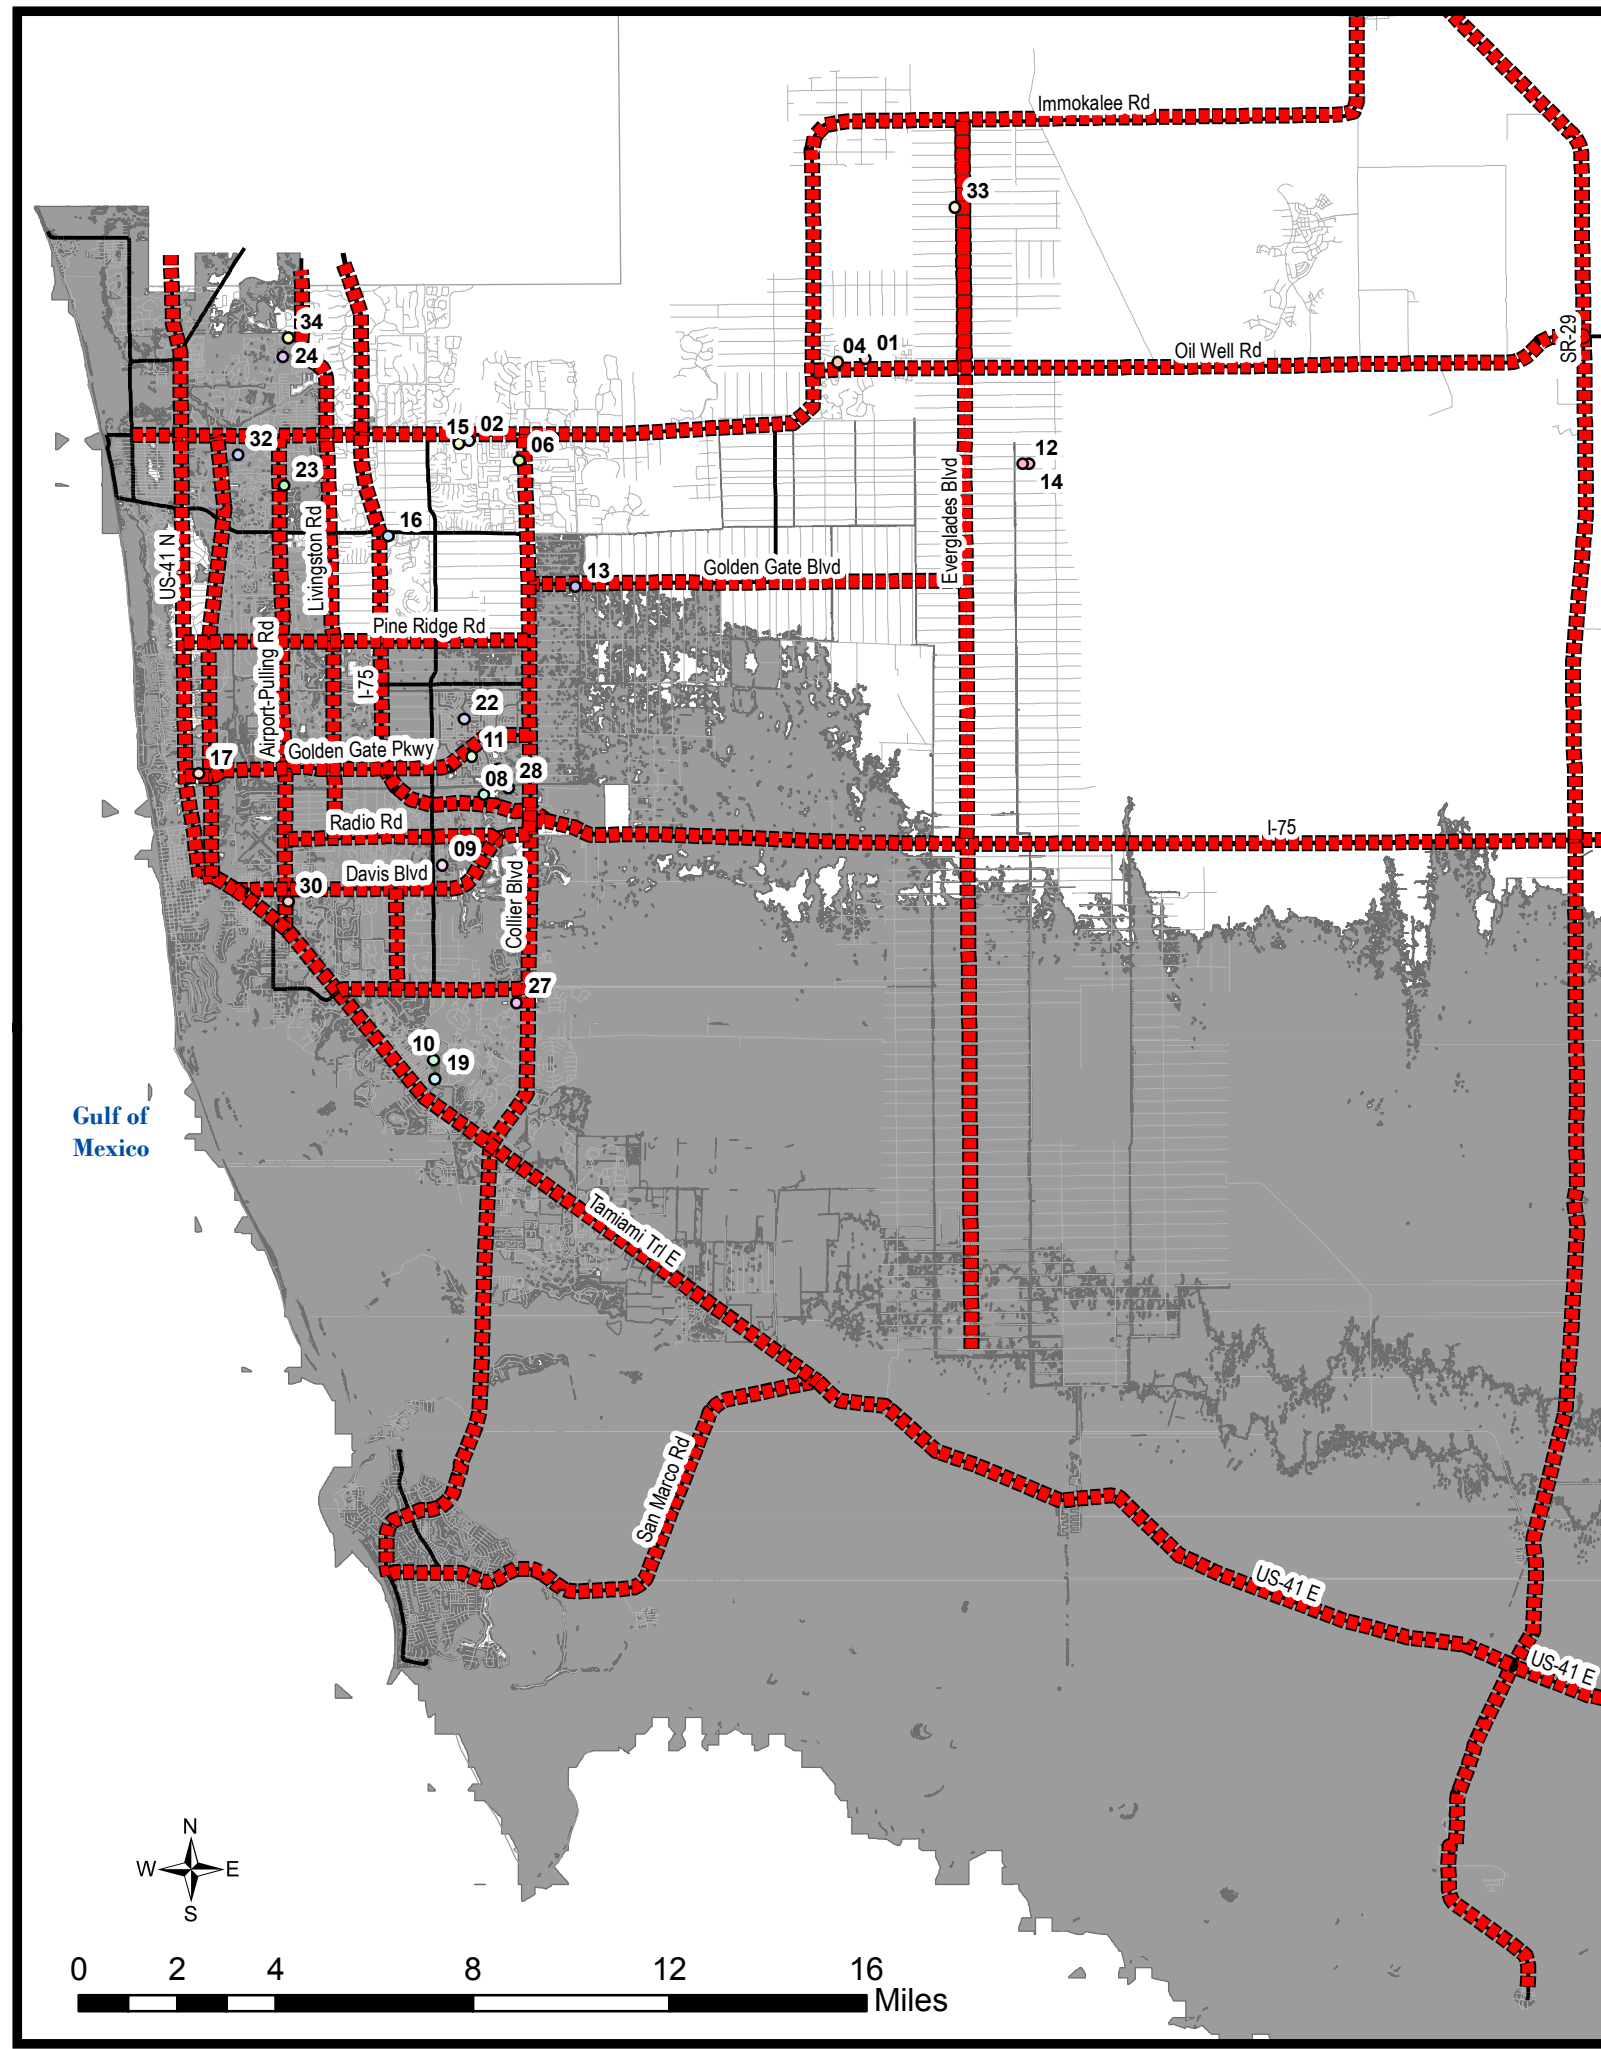 Immokalee Rd
33
34
24
04
01
Oil Well Rd
SR-29
15
02
32
06
23
12
14
Everglades Blvd
Livingston Rd
16
US-41 N
13
Golden Gate Blvd
Pine Ridge Rd
Airport-Pulling Rd
I-75
22
11
Golden Gate Pkwy
17
08
28
Radio Rd
I-75
09
Davis Blvd
30
Collier Blvd
27
10
19
Gulf of
Mexico
Tamiami Trl E
San Marco Rd
US-41 E
US-41 E
N
W
E
S
0
2
4
8
12
16
Miles